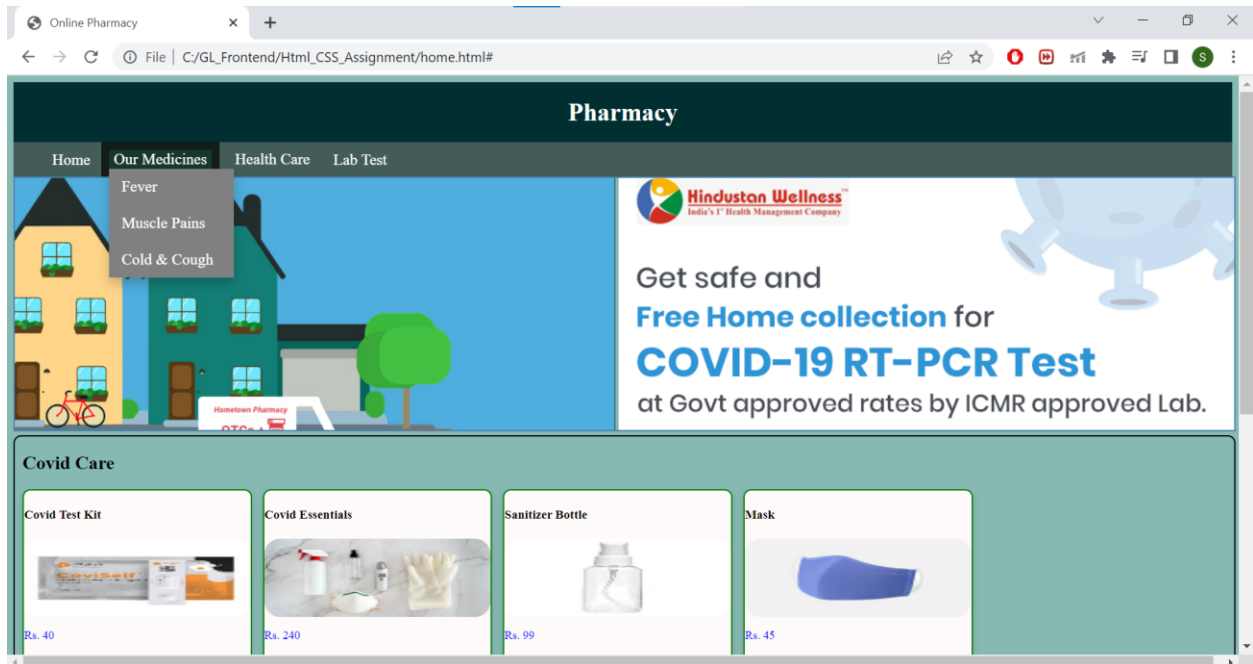 Online Pharmacy
File | C:/GL_Frontend/Html_CSS_Assignment/home.html#
S
Pharmacy
Home Our Medicines Health Care Lab Test
Fever
Muscle Pains
Cold & Cough
Hometown Pharmacy
Hindustan Wellness™
India's 1st Health Management Company
Get safe and
Free Home collection for
COVID-19 RT-PCR Test
at Govt approved rates by ICMR approved Lab.
Covid Care
Covid Test Kit Covid Essentials Sanitizer Bottle Mask
CoviSelf
Rs. 40 Rs. 240 Rs. 99 Rs. 45